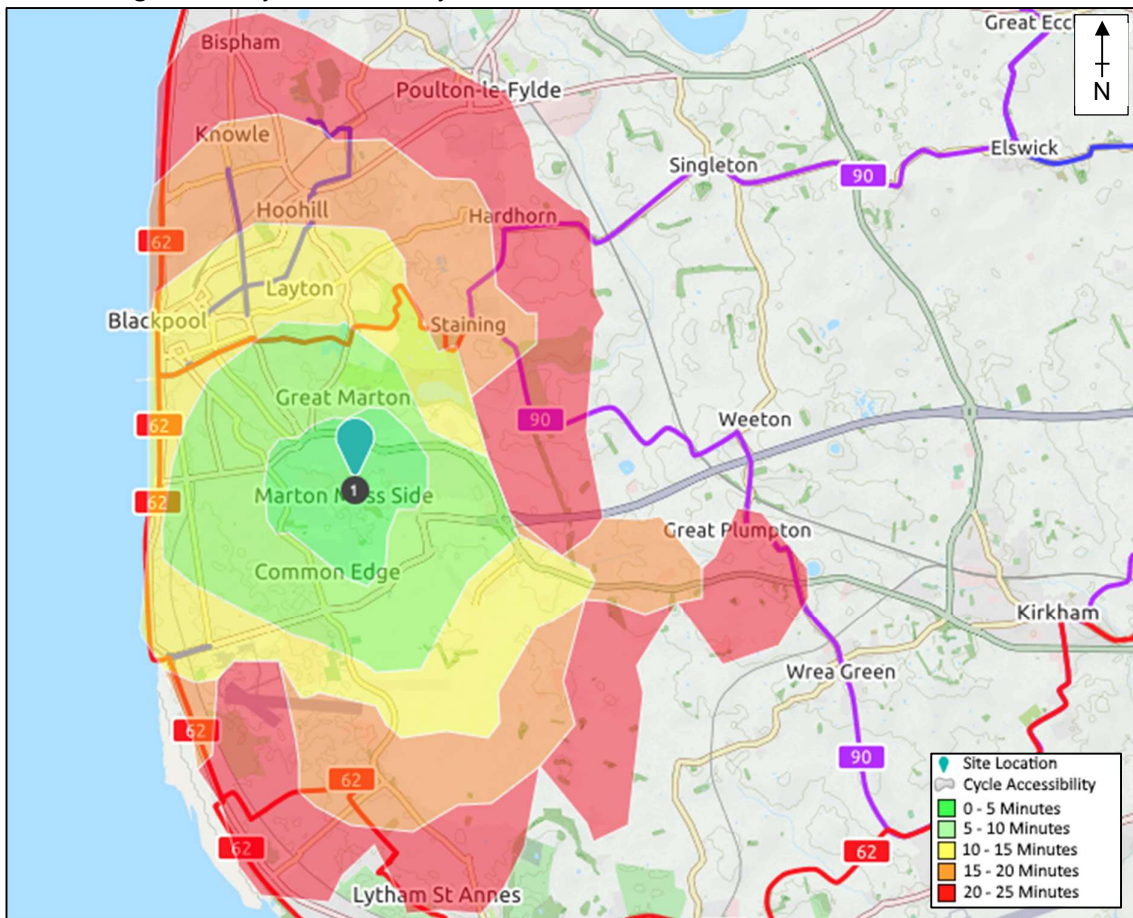 Great Ecc
N
Bispham
Poulton-le-Fylde
Knowle
Elswick
Singleton
90
Hoohill
Hardhorn
62
Layton
Blackpool
Staining
Great Marton
90
Weeton
62
Marton Moss Side
1
62
Great Plumpton
Common Edge
Kirkham
Wrea Green
62
90
62
62
62
Lytham St Annes
Site Location
Cycle Accessibility
0 - 5 Minutes
5 - 10 Minutes
10 - 15 Minutes
15 - 20 Minutes
20 - 25 Minutes